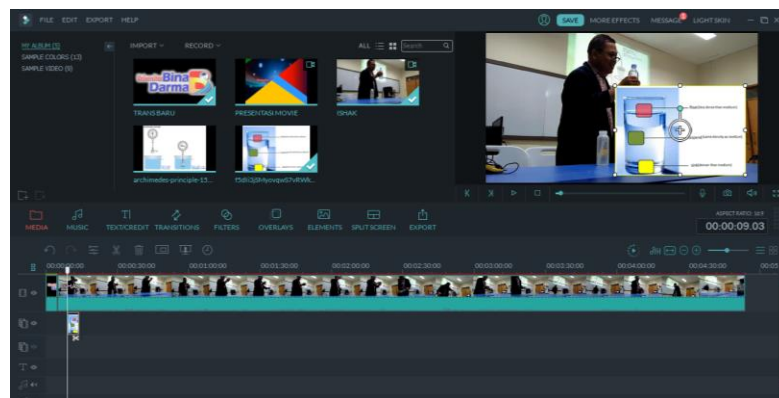 FILE EDIT EXPORT HELP
SAVE MORE EFFECTS MESSAGE LIGHT SKIN
MY ALBUM (5)
SAMPLE COLORS (13)
SAMPLE VIDEO (9)
IMPORT RECORD ALL Search
Media Bina
Darma
TRANS BARU PRESENTASI MOVIE ISHAK
archimedes-principle-13...
MEDIA MUSIC TEXT/CREDIT TRANSITIONS FILTERS OVERLAYS ELEMENTS SPLIT SCREEN EXPORT
ASPECT RATIO: 16:9
00:00:09.03
00:00:00:00 00:00:30:00 00:01:00:00 00:01:30:00 00:02:00:00 00:02:30:00 00:03:00:00 00:03:30:00 00:04:00:00 00:04:30:00 00:05